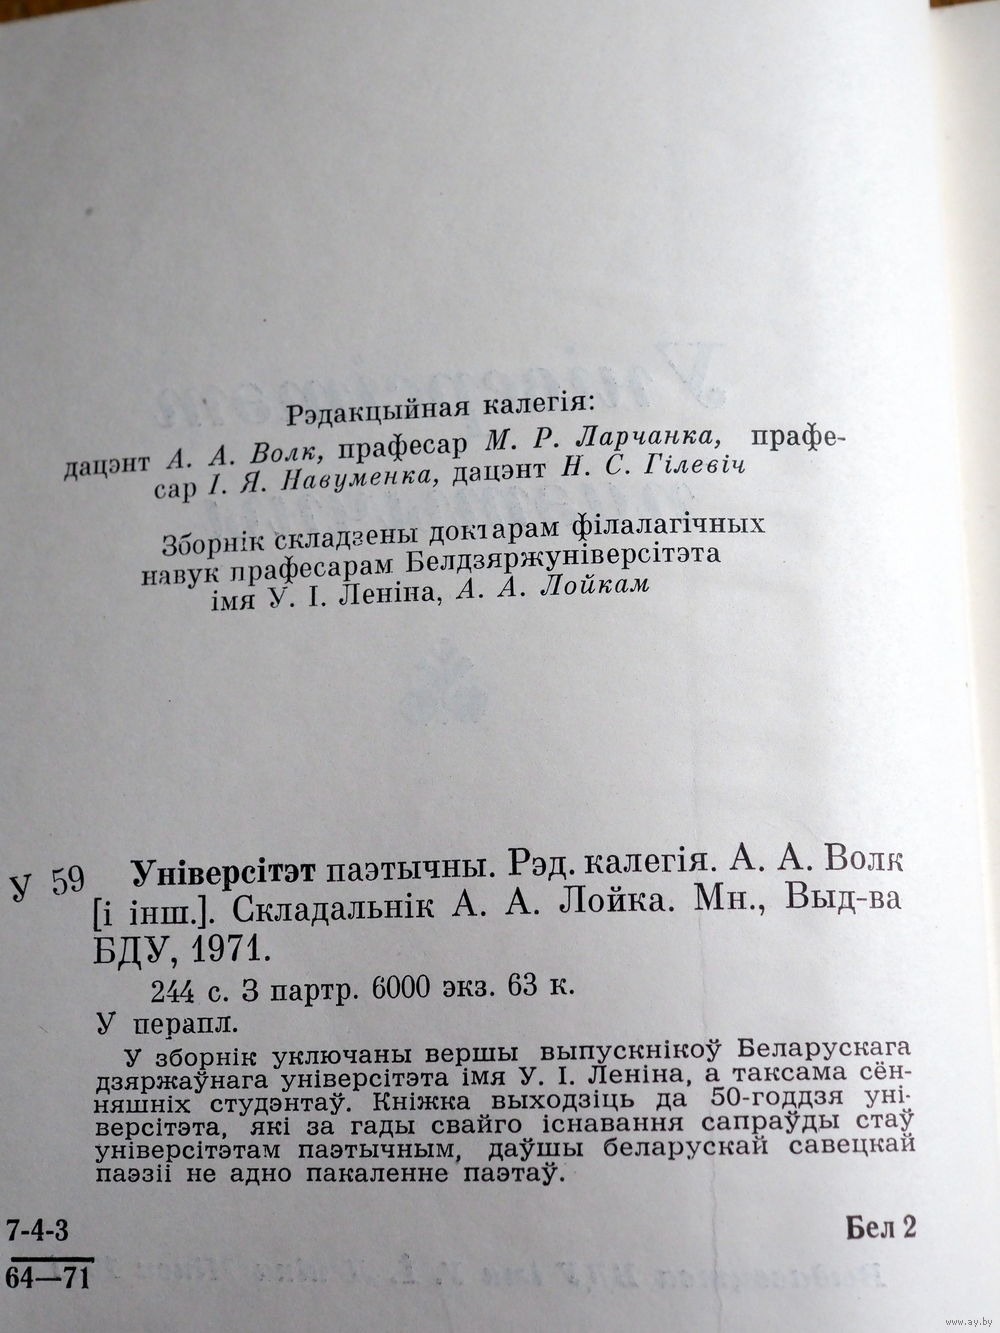 Рэдакцыйная калегія:
дацэнт А. А. Волк, прафесар М. Р. Ларчанка, прафе-
сар І. Я. Навуменка, дацэнт Н. С. Гілевіч
Зборнік складзены доктарам філалагічных
навук прафесарам Белдзяржуніверсітэта
імя У. І. Леніна, А. А. Лойкам
У 59 Універсітэт паэтычны. Рэд. калегія. А. А. Волк
[і інш.]. Складальнік А. А. Лойка. Мн., Выд-ва
БДУ, 1971.
244 с. З партр. 6000 экз. 63 к.
У перапл.
У зборнік уключаны вершы выпускнікоў Беларускага
дзяржаўнага універсітэта імя У. І. Леніна, а таксама сён-
няшніх студэнтаў. Кніжка выходзіць да 50-годдзя уні-
версітэта, які за гады свайго існавання сапраўды стаў
універсітэтам паэтычным, даўшы беларускай савецкай
паэзіі не адно пакаленне паэтаў.
7-4-3 Бел 2
64—71
www.ay.by